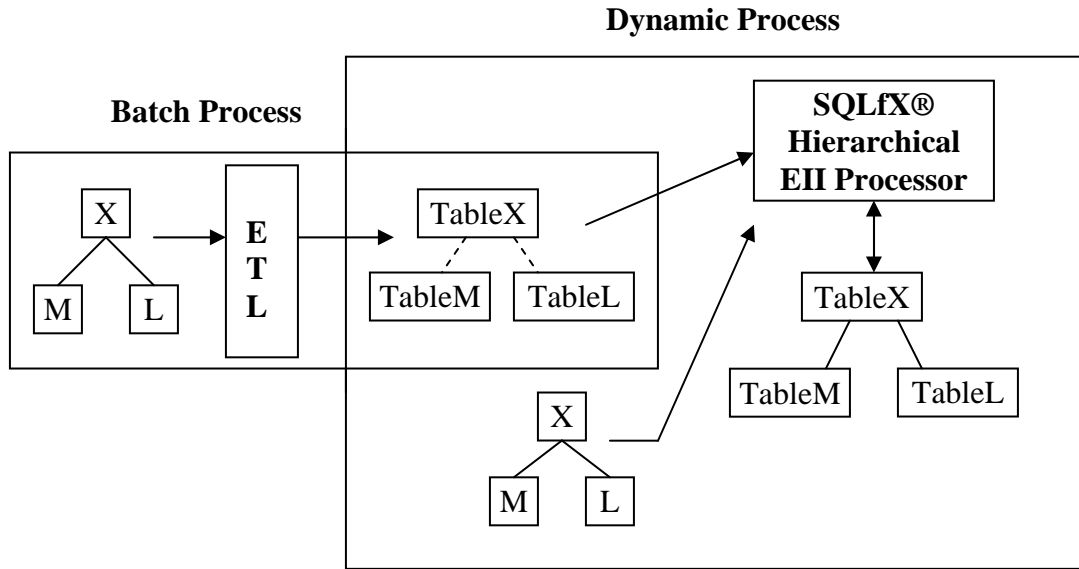 Dynamic Process
Batch Process
SQLfX®
Hierarchical
EII Processor
X
M
L
E
T
L
TableX
TableM
TableL
TableX
TableM
TableL
X
M
L